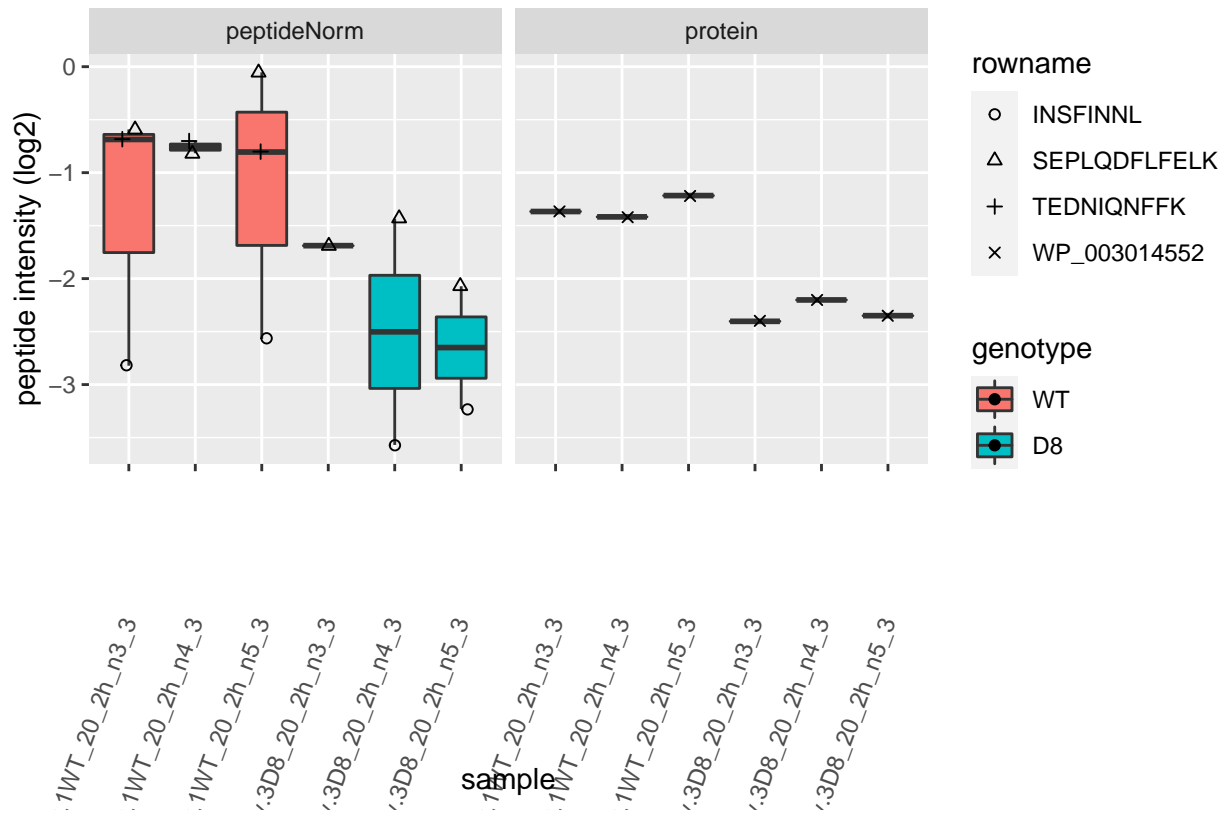 peptideNorm
protein
peptide intensity (log2)
0
−1
−2
−3
1WT_20_2h_n3_3
1WT_20_2h_n4_3
1WT_20_2h_n5_3
.3D8_20_2h_n3_3
.3D8_20_2h_n4_3
.3D8_20_2h_n5_3
1WT_20_2h_n3_3
1WT_20_2h_n4_3
1WT_20_2h_n5_3
.3D8_20_2h_n3_3
.3D8_20_2h_n4_3
.3D8_20_2h_n5_3
sample
rowname
INSFINNL
SEPLQDFLFELK
TEDNIQNFFK
WP_003014552
genotype
WT
D8